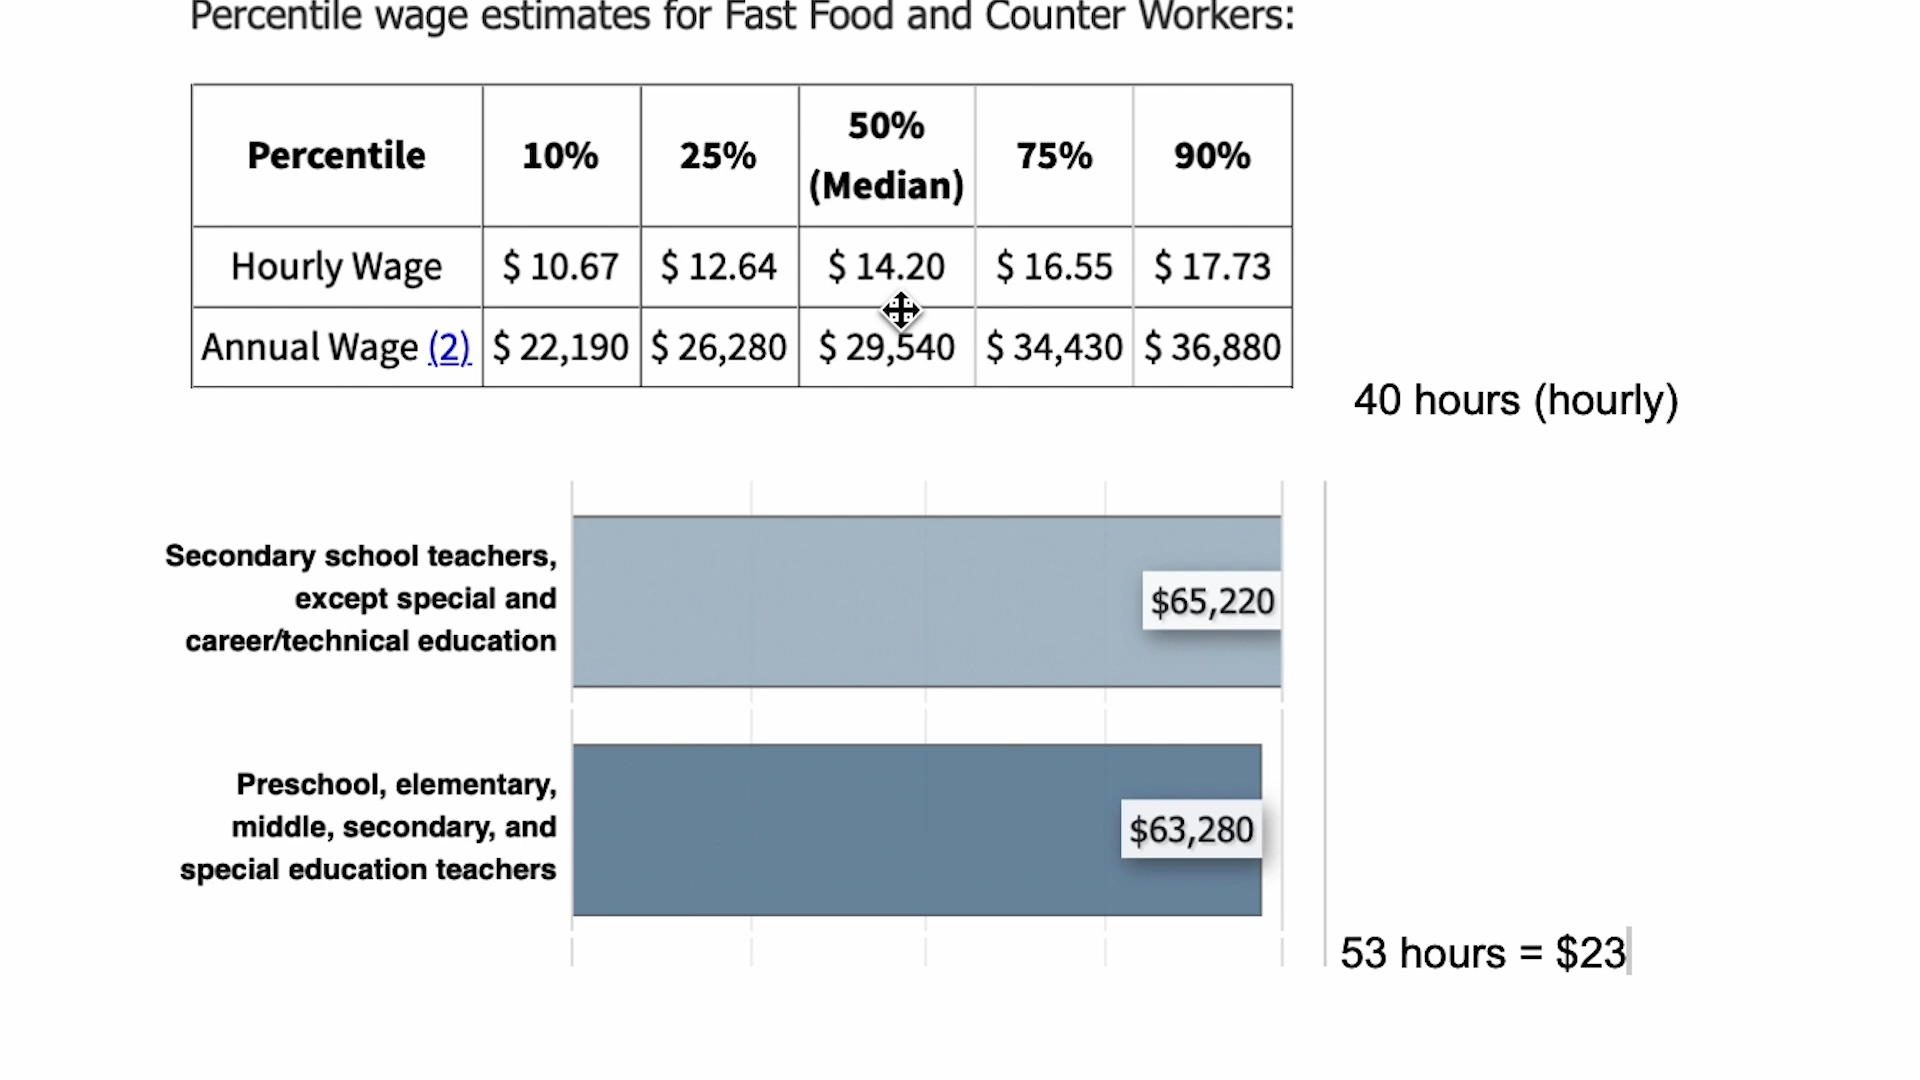 Percentile wage estimates for Fast Food and Counter Workers:
Percentile 10% 25% 50% (Median) 75% 90%
Hourly Wage $ 10.67 $ 12.64 $ 14.20 $ 16.55 $ 17.73
Annual Wage (2) $ 22,190 $ 26,280 $ 29,540 $ 34,430 $ 36,880
40 hours (hourly)
Secondary school teachers,
except special and
career/technical education
$65,220
Preschool, elementary,
middle, secondary, and
special education teachers
$63,280
53 hours = $23